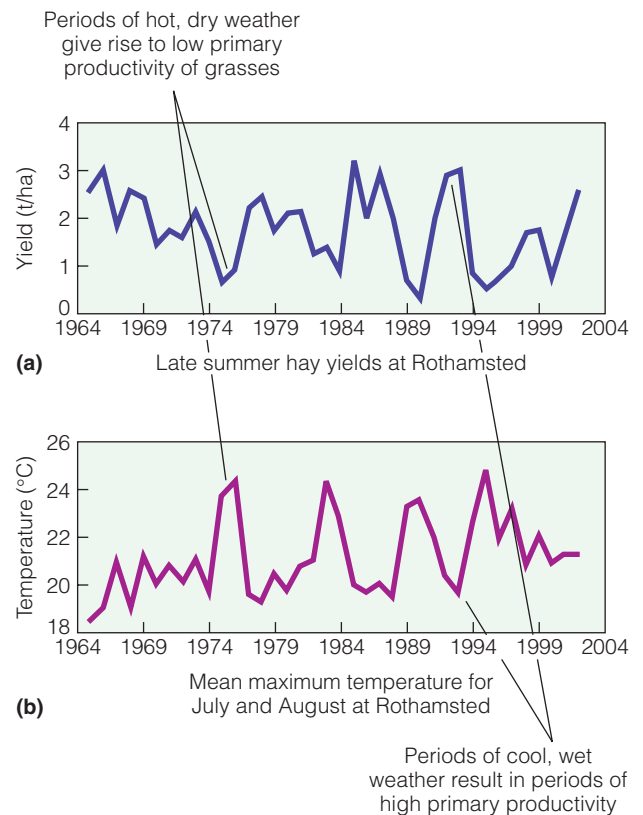 Periods of hot, dry weather
give rise to low primary
productivity of grasses
4
3
2
1
0
Yield (t/ha)
1964 1969 1974 1979 1984 1989 1994 1999 2004
(a) Late summer hay yields at Rothamsted
26
24
22
20
18
Temperature (°C)
1964 1969 1974 1979 1984 1989 1994 1999 2004
Mean maximum temperature for
(b) July and August at Rothamsted
Periods of cool, wet
weather result in periods of
high primary productivity